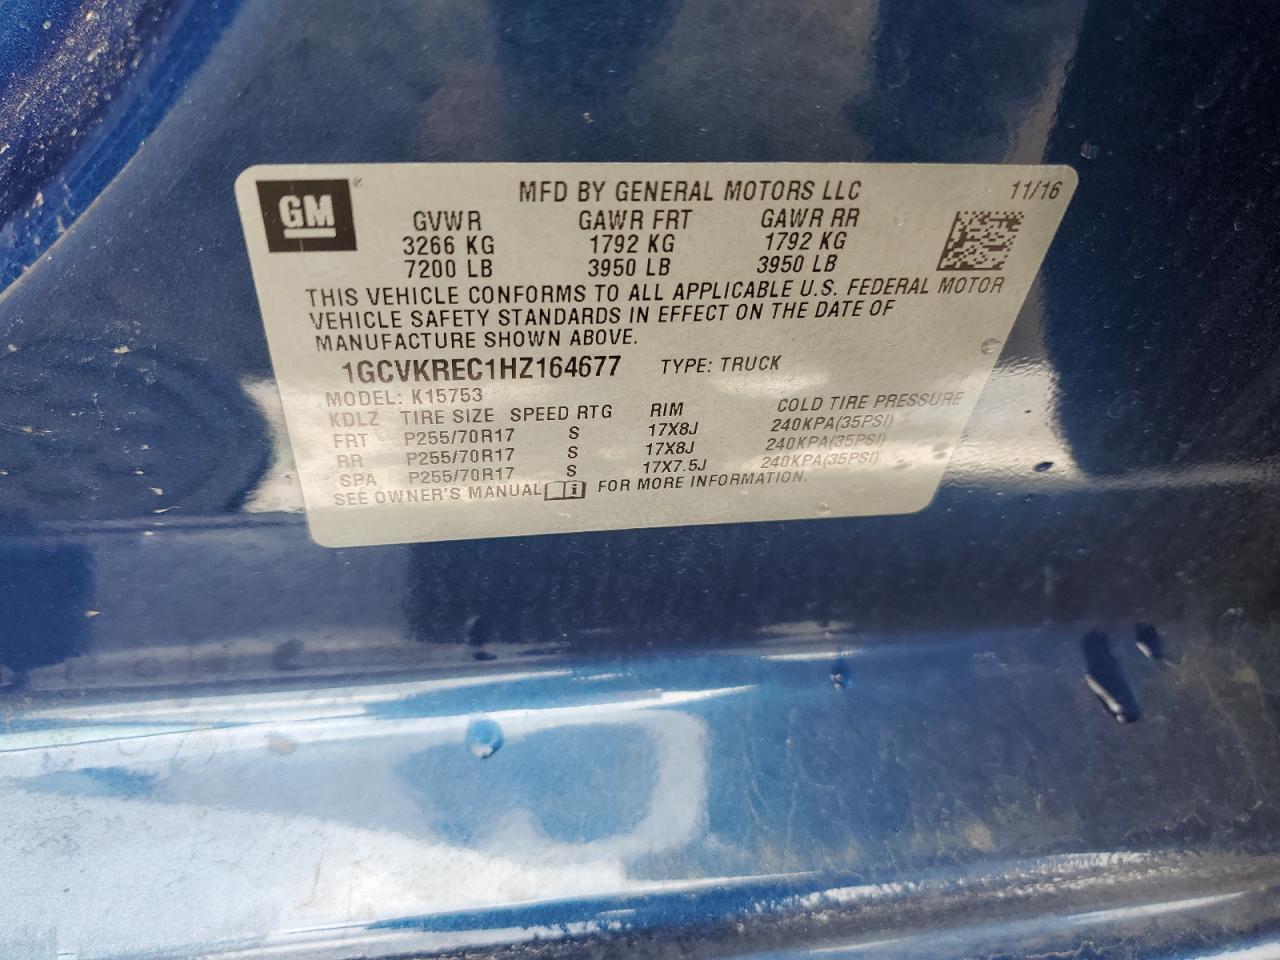 GM ® MFD BY GENERAL MOTORS LLC 11/16
GVWR GAWR FRT GAWR RR
3266 KG 1792 KG 1792 KG
7200 LB 3950 LB 3950 LB
THIS VEHICLE CONFORMS TO ALL APPLICABLE U.S. FEDERAL MOTOR
VEHICLE SAFETY STANDARDS IN EFFECT ON THE DATE OF
MANUFACTURE SHOWN ABOVE.
1GCVKREC1HZ164677 TYPE: TRUCK
MODEL: K15753
KDLZ TIRE SIZE SPEED RTG RIM COLD TIRE PRESSURE
FRT P255/70R17 S 17X8J 240KPA(35PSI)
RR P255/70R17 S 17X8J 240KPA(35PSI)
SPA P255/70R17 S 17X7.5J 240KPA(35PSI)
SEE OWNER'S MANUAL i FOR MORE INFORMATION.